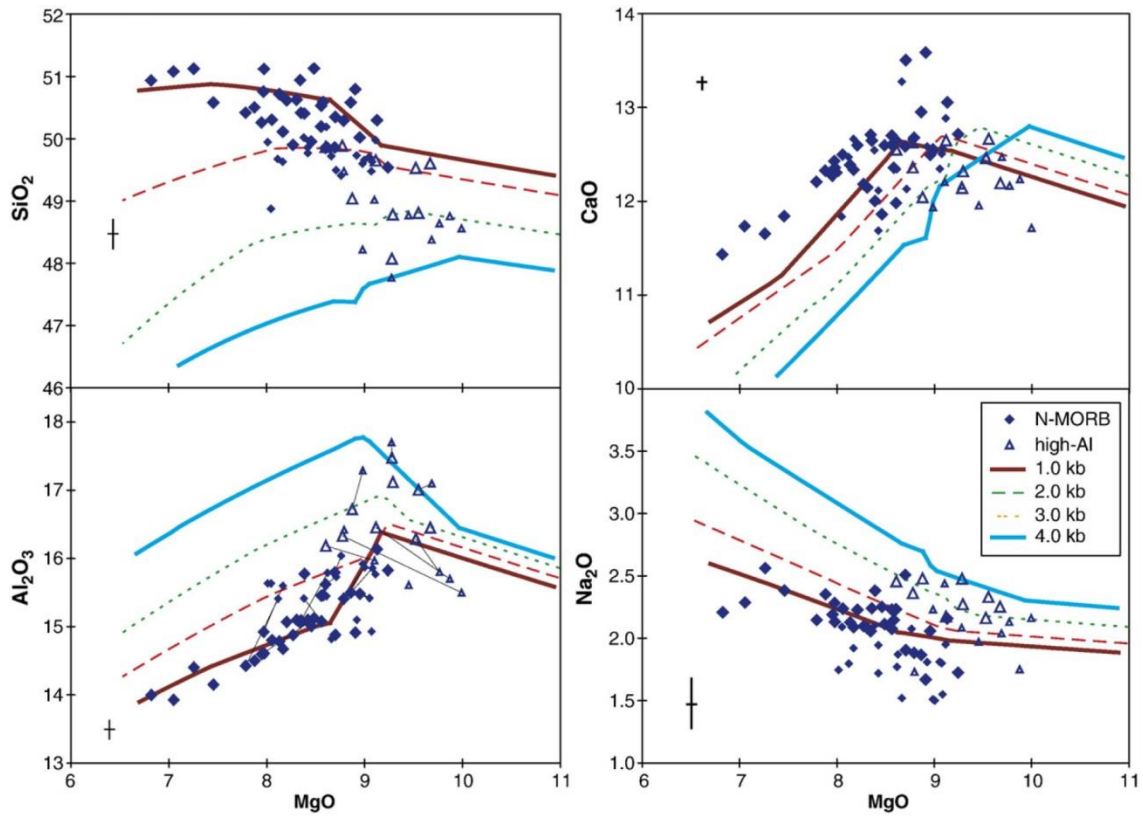 52
51
50
49
48
47
46
SiO2
14
13
12
11
10
CaO
18
17
16
15
14
13
Al2O3
6 7 8 9 10 11
MgO
3.5
3.0
2.5
2.0
1.5
1.0
Na2O
6 7 8 9 10 11
MgO
N-MORB
high-Al
1.0 kb
2.0 kb
3.0 kb
4.0 kb